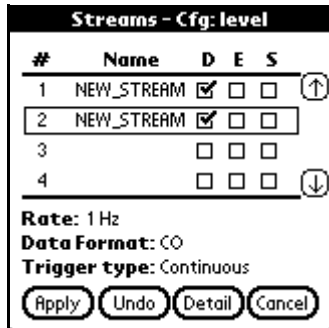 Streams - Cfg: level
# Name D E S
1 NEW_STREAM
2 NEW_STREAM
3
4
Rate: 1 Hz
Data Format: CO
Trigger type: Continuous
Apply Undo Detail Cancel